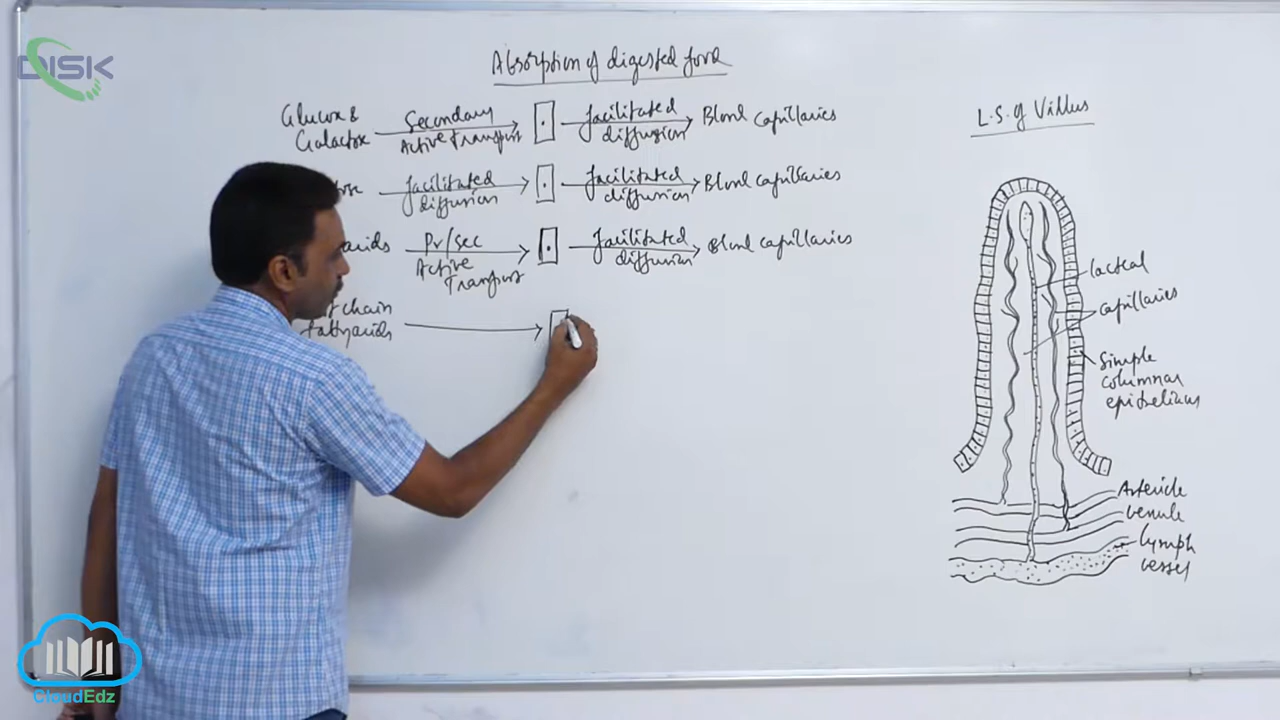 DISK
Absorption of digested food
Glucose &
Galactose
Secondary
Active Transport
facilitated
diffusion
Blood capillaries
facilitated
diffusion
facilitated
diffusion
Blood capillaries
Pr/sec
Active
Transport
facilitated
diffusion
Blood capillaries
chain
fattyacids
L.S. of Villus
lacteal
capillaries
Simple
columnar
epithelium
Arteriole
venule
Lymph
vessel
CloudEdz